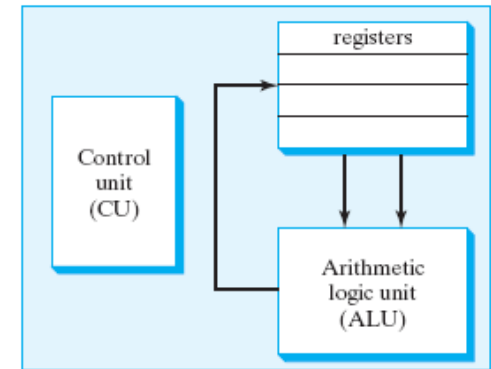 registers
Control
unit
(CU)
Arithmetic
logic unit
(ALU)